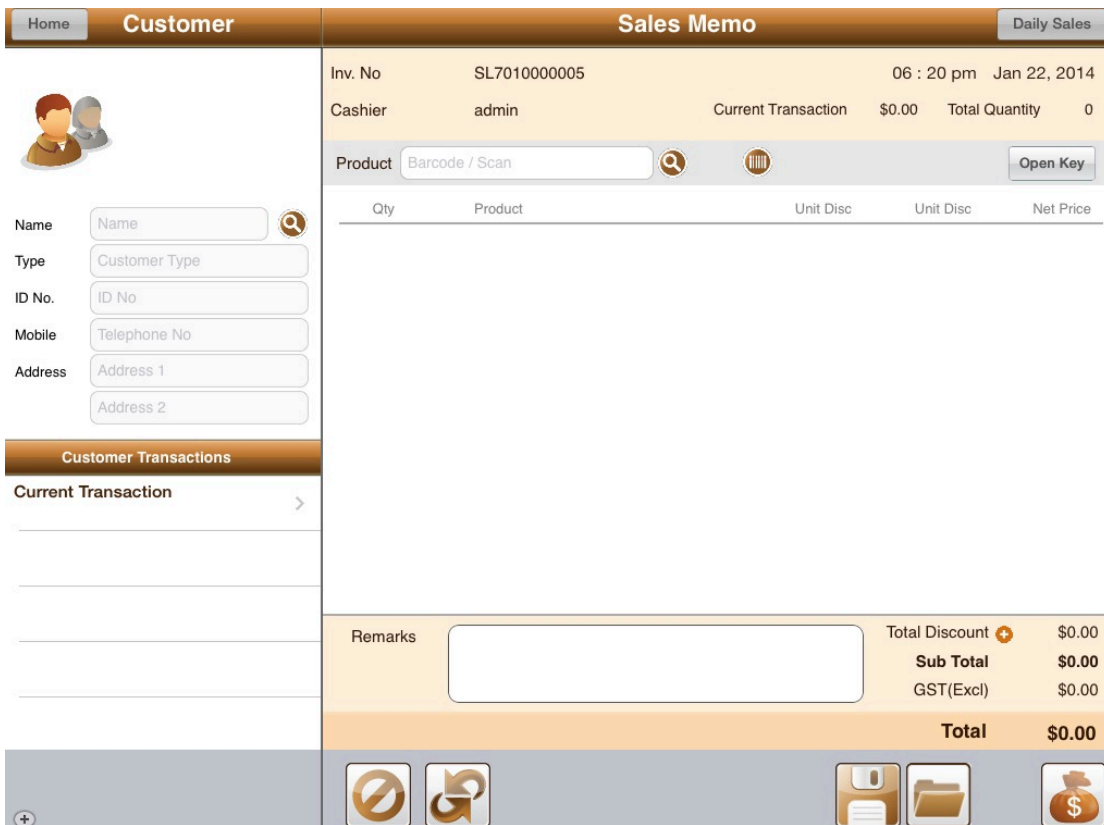 Home Customer Sales Memo Daily Sales
Inv. No SL7010000005 06 : 20 pm Jan 22, 2014
Cashier admin Current Transaction $0.00 Total Quantity 0
Product Barcode / Scan Open Key
Qty Product Unit Disc Unit Disc Net Price
Name Name
Type Customer Type
ID No. ID No
Mobile Telephone No
Address Address 1
Address 2
Customer Transactions
Current Transaction
Remarks Total Discount $0.00
Sub Total $0.00
GST(Excl) $0.00
Total $0.00
$